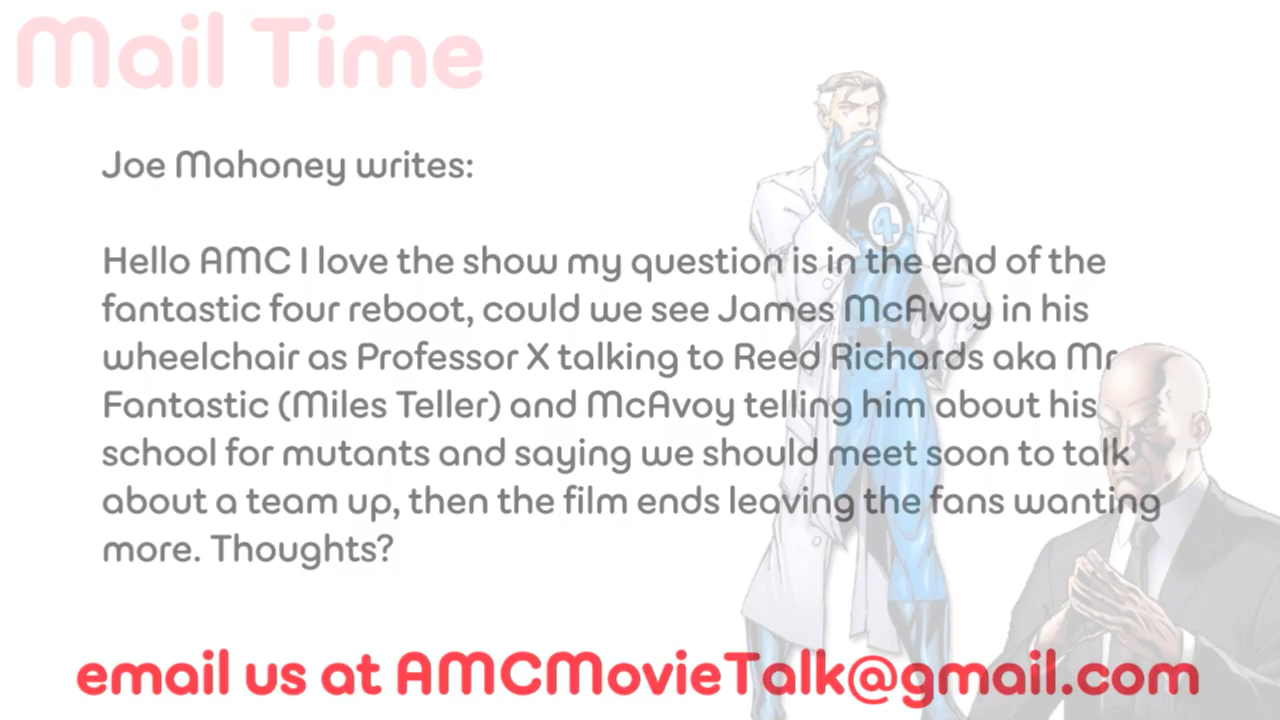 Mail Time
Joe Mahoney writes:
Hello AMC I love the show my question is in the end of the
fantastic four reboot, could we see James McAvoy in his
wheelchair as Professor X talking to Reed Richards aka Mr
Fantastic (Miles Teller) and McAvoy telling him about his
school for mutants and saying we should meet soon to talk
about a team up, then the film ends leaving the fans wanting
more. Thoughts?
4
email us at AMCMovieTalk@gmail.com